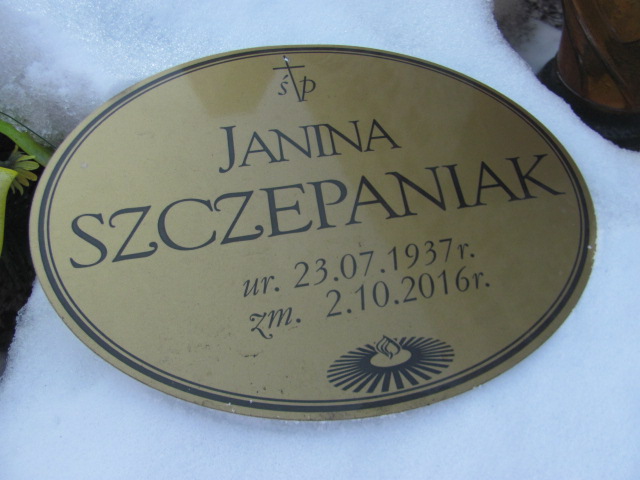 śp
JANINA
SZCZEPANIAK
ur. 23.07.1937r.
zm. 2.10.2016r.